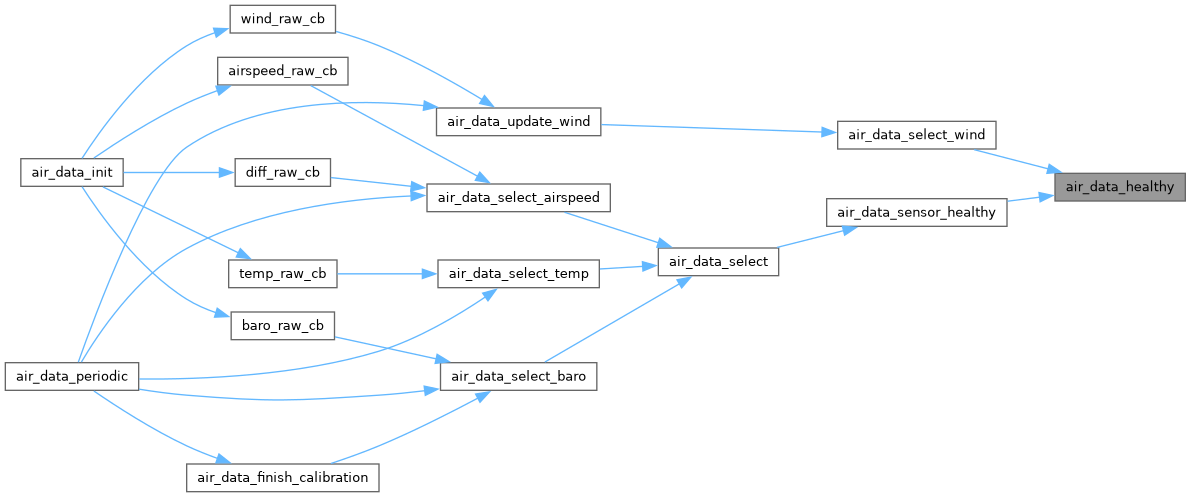 wind_raw_cb
airspeed_raw_cb
air_data_update_wind
air_data_select_wind
air_data_init
diff_raw_cb
air_data_select_airspeed
air_data_healthy
air_data_sensor_healthy
temp_raw_cb
air_data_select_temp
air_data_select
baro_raw_cb
air_data_periodic
air_data_select_baro
air_data_finish_calibration